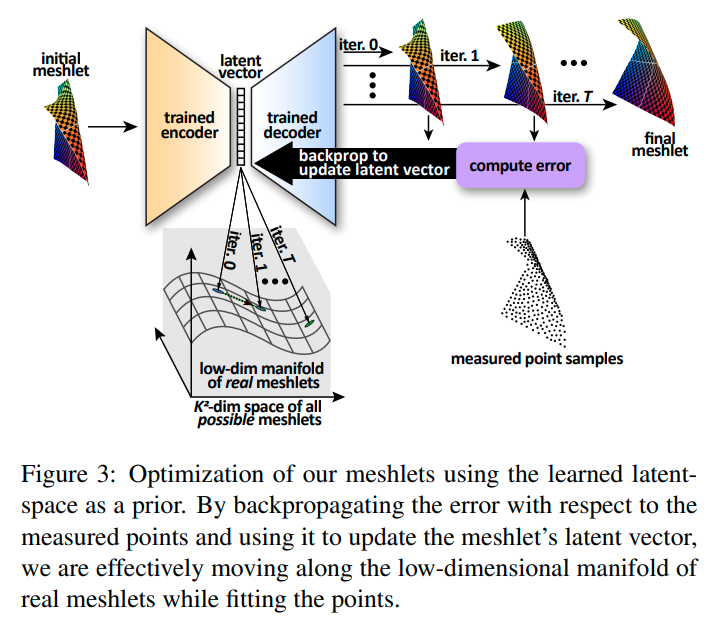 initial
meshlet
trained
encoder
latent
vector
trained
decoder
iter. 0
iter. 1
iter. T
final
meshlet
backprop to
update latent vector
compute error
measured point samples
iter. 0
iter. 1
iter. T
low-dim manifold
of real meshlets
K²-dim space of all
possible meshlets
Figure 3: Optimization of our meshlets using the learned latent-
space as a prior. By backpropagating the error with respect to the
measured points and using it to update the meshlet's latent vector,
we are effectively moving along the low-dimensional manifold of
real meshlets while fitting the points.